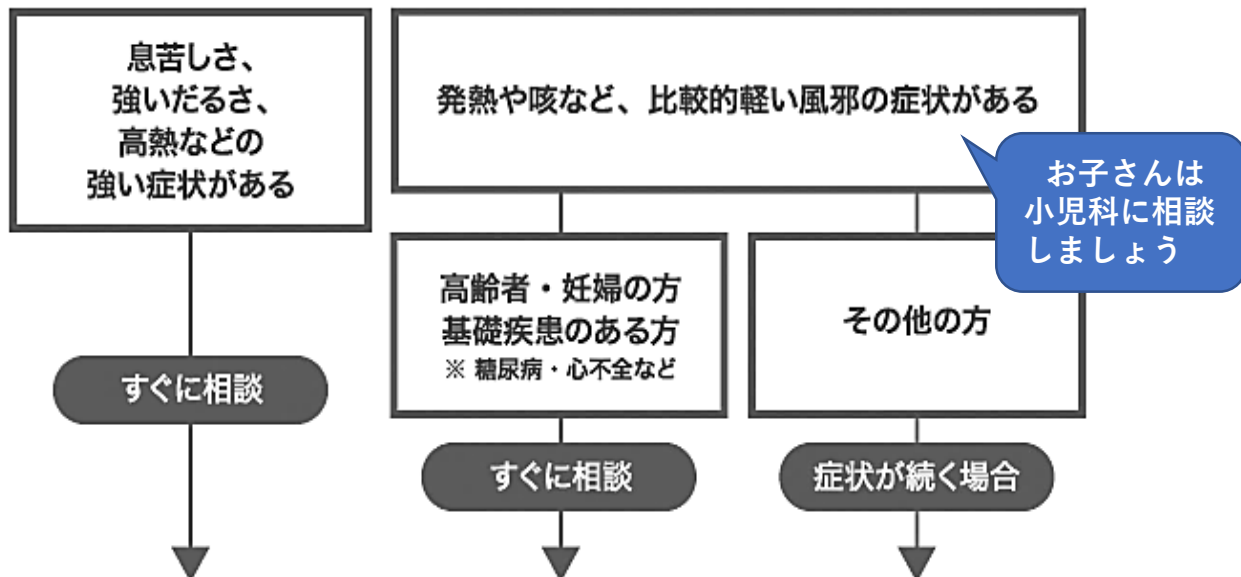 息苦しさ、
強いだるさ、
高熱などの
強い症状がある
発熱や咳など、比較的軽い風邪の症状がある
お子さんは
小児科に相談
しましょう
高齢者・妊婦の方
基礎疾患のある方
※ 糖尿病・心不全など
その他の方
すぐに相談
すぐに相談
症状が続く場合